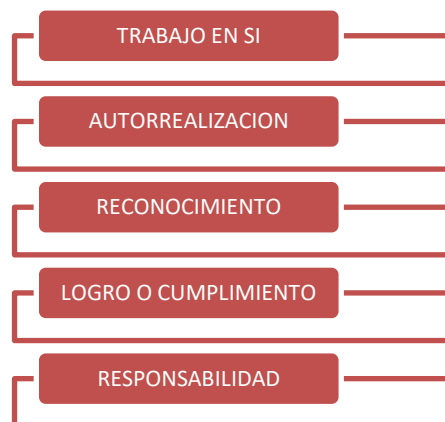 TRABAJO EN SI
AUTORREALIZACION
RECONOCIMIENTO
LOGRO O CUMPLIMIENTO
RESPONSABILIDAD